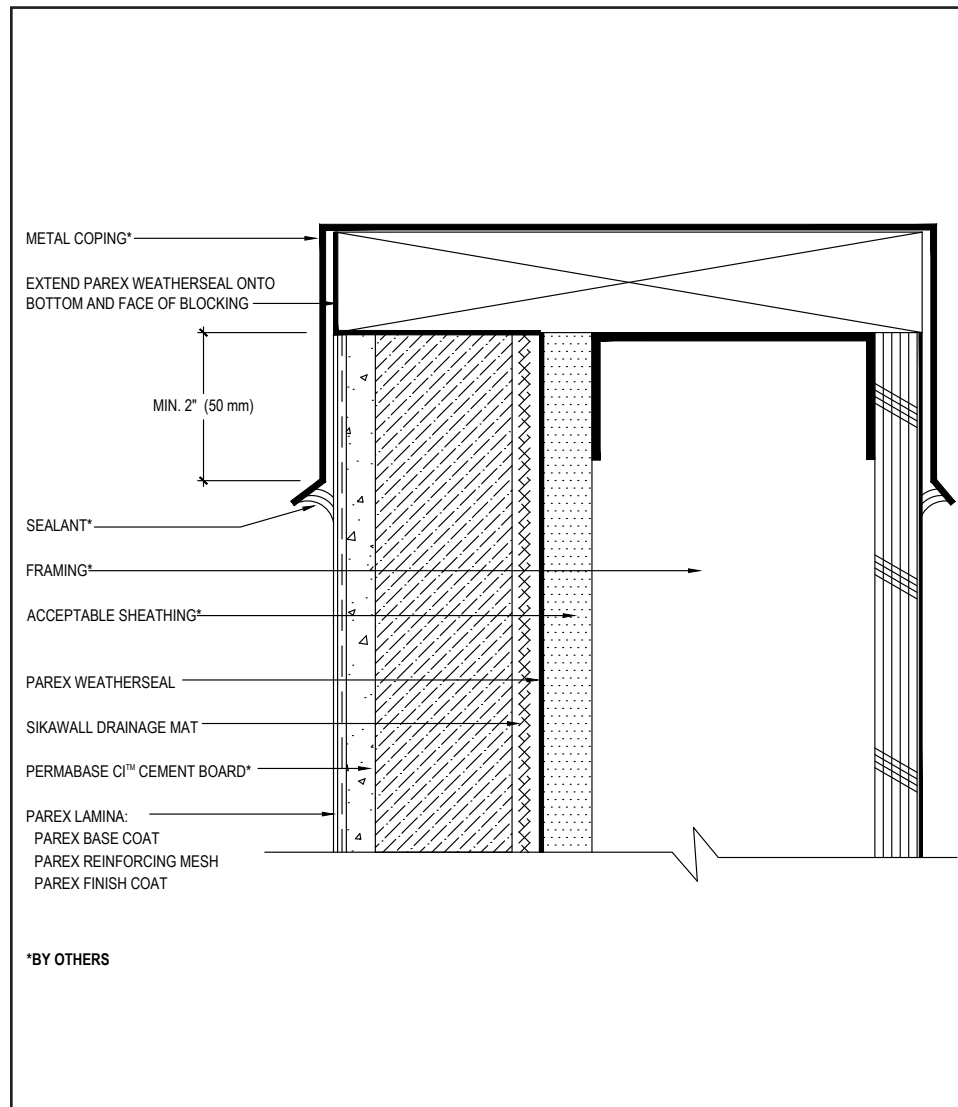 METAL COPING*
EXTEND PAREX WEATHERSEAL ONTO
BOTTOM AND FACE OF BLOCKING
MIN. 2" (50 mm)
SEALANT*
FRAMING*
ACCEPTABLE SHEATHING*
PAREX WEATHERSEAL
SIKAWALL DRAINAGE MAT
PERMABASE CI™ CEMENT BOARD*
PAREX LAMINA:
PAREX BASE COAT
PAREX REINFORCING MESH
PAREX FINISH COAT
*BY OTHERS